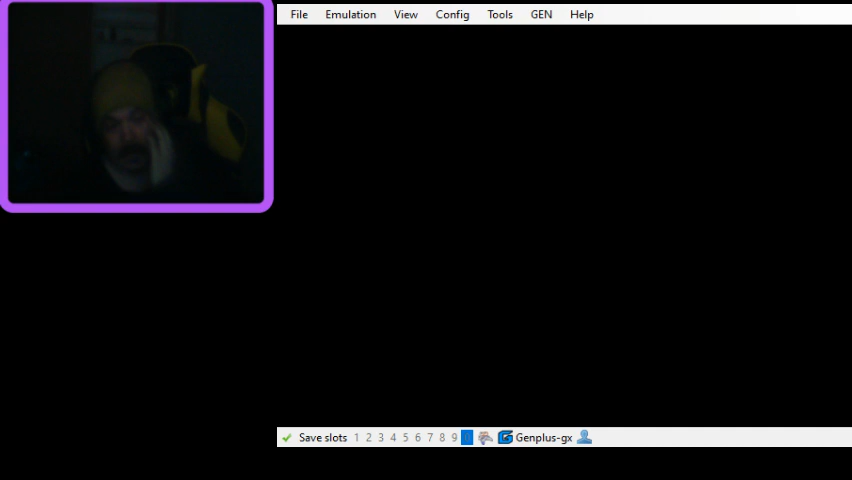 File Emulation View Config Tools GEN Help
Save slots 1 2 3 4 5 6 7 8 9 Genplus-gx